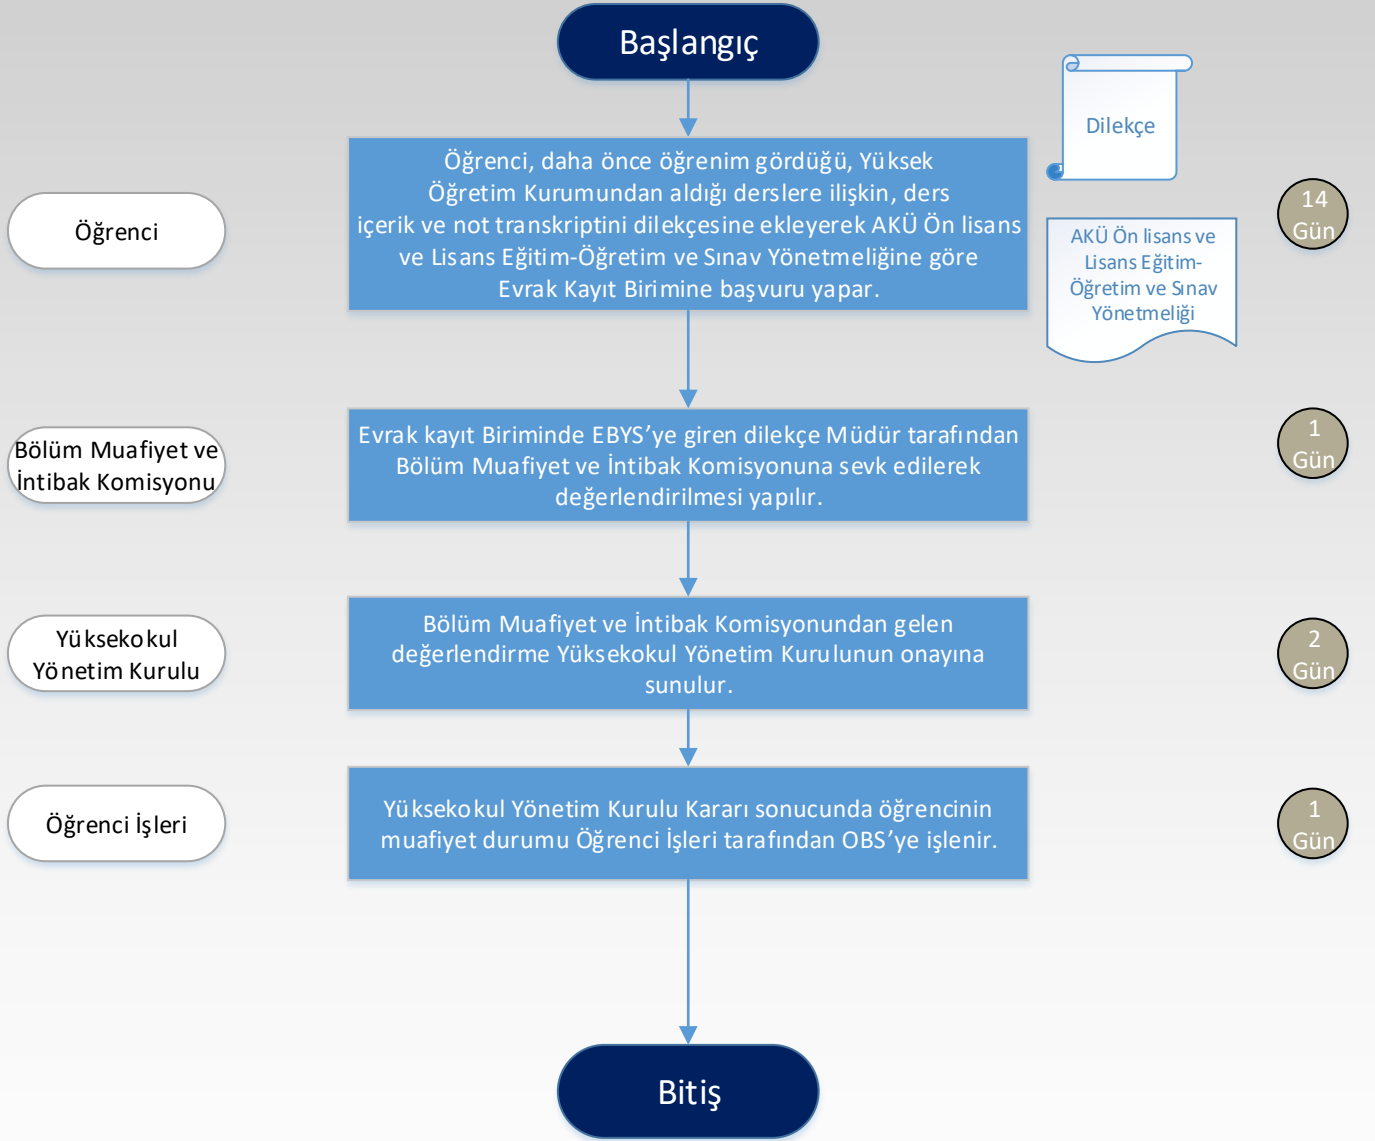 Başlangıç
Dilekçe
Öğrenci
Öğrenci, daha önce öğrenim gördüğü, Yüksek
Öğretim Kurumundan aldığı derslere ilişkin, ders
içerik ve not transkriptini dilekçesine ekleyerek AKÜ Ön lisans
ve Lisans Eğitim-Öğretim ve Sınav Yönetmeliğine göre
Evrak Kayıt Birimine başvuru yapar.
AKÜ Ön lisans ve
Lisans Eğitim-
Öğretim ve Sınav
Yönetmeliği
14
Gün
Bölüm Muafiyet ve
İntibak Komisyonu
Evrak kayıt Biriminde EBYS’ye giren dilekçe Müdür tarafından
Bölüm Muafiyet ve İntibak Komisyonuna sevk edilerek
değerlendirilmesi yapılır.
1
Gün
Yüksekokul
Yönetim Kurulu
Bölüm Muafiyet ve İntibak Komisyonundan gelen
değerlendirme Yüksekokul Yönetim Kurulunun onayına
sunulur.
2
Gün
Öğrenci İşleri
Yüksekokul Yönetim Kurulu Kararı sonucunda öğrencinin
muafiyet durumu Öğrenci İşleri tarafından OBS’ye işlenir.
1
Gün
Bitiş